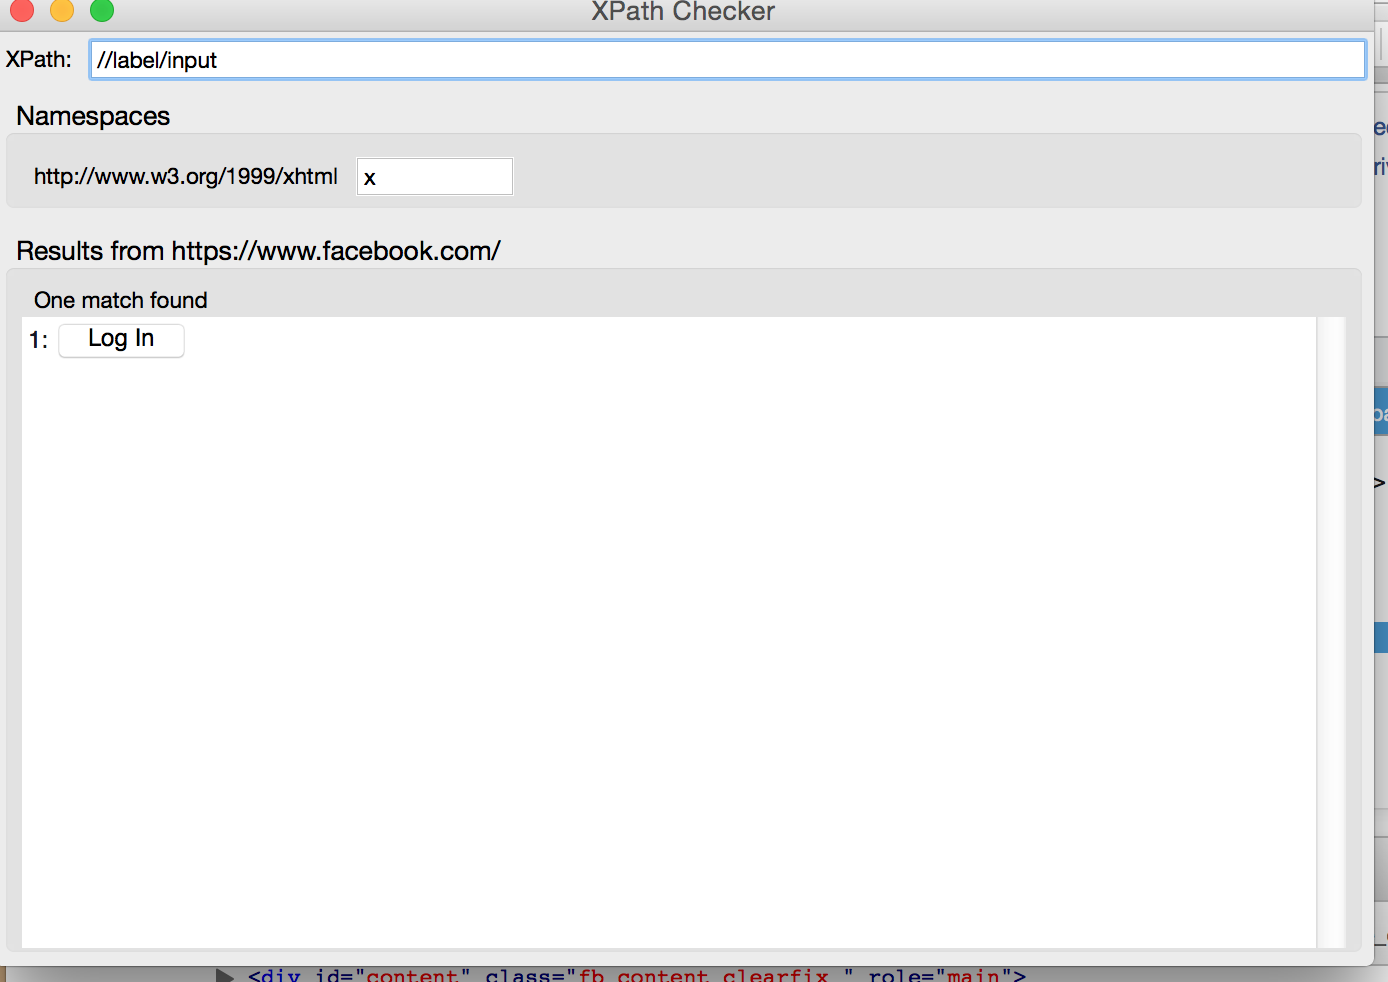 XPath Checker
XPath: //label/input
Namespaces
http://www.w3.org/1999/xhtml x
Results from https://www.facebook.com/
One match found
1: Log In
>
<div id="content" class="fb_content clearfix " role="main">